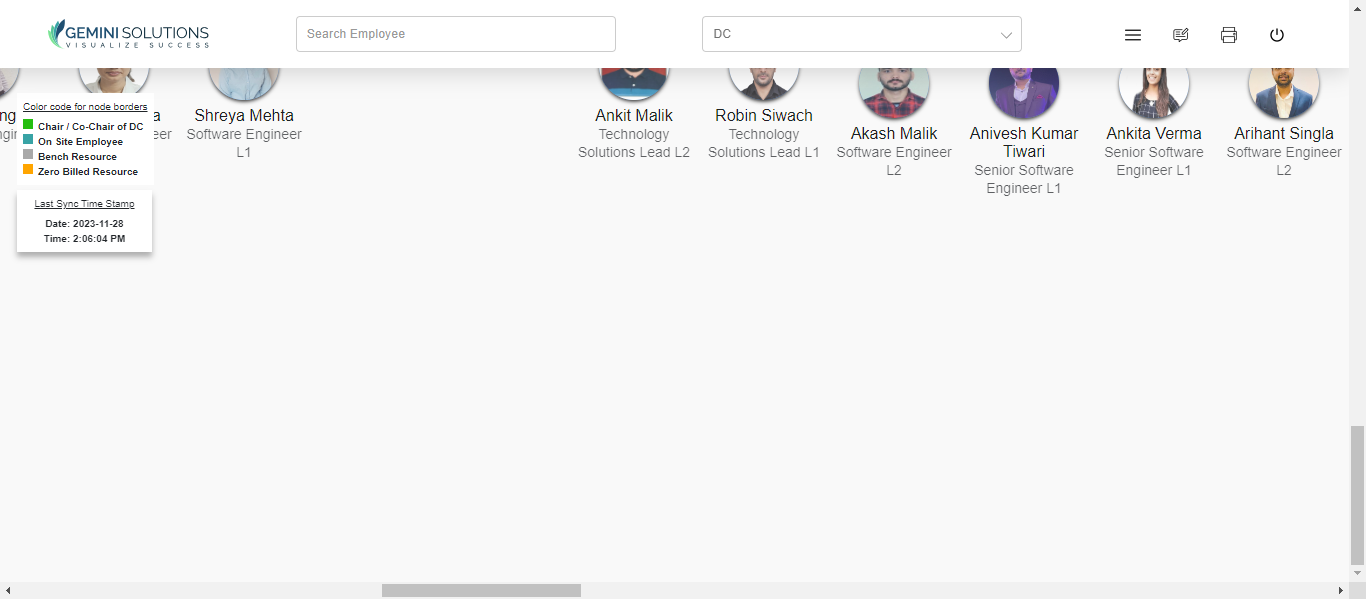 GEMINI SOLUTIONS
VISUALIZE SUCCESS
Search Employee
DC
Color code for node borders
Chair / Co-Chair of DC
On Site Employee
Bench Resource
Zero Billed Resource
Last Sync Time Stamp
Date: 2023-11-28
Time: 2:06:04 PM
Shreya Mehta
Software Engineer
L1
Ankit Malik
Technology
Solutions Lead L2
Robin Siwach
Technology
Solutions Lead L1
Akash Malik
Software Engineer
L2
Anivesh Kumar
Tiwari
Senior Software
Engineer L1
Ankita Verma
Senior Software
Engineer L1
Arihant Singla
Software Engineer
L2